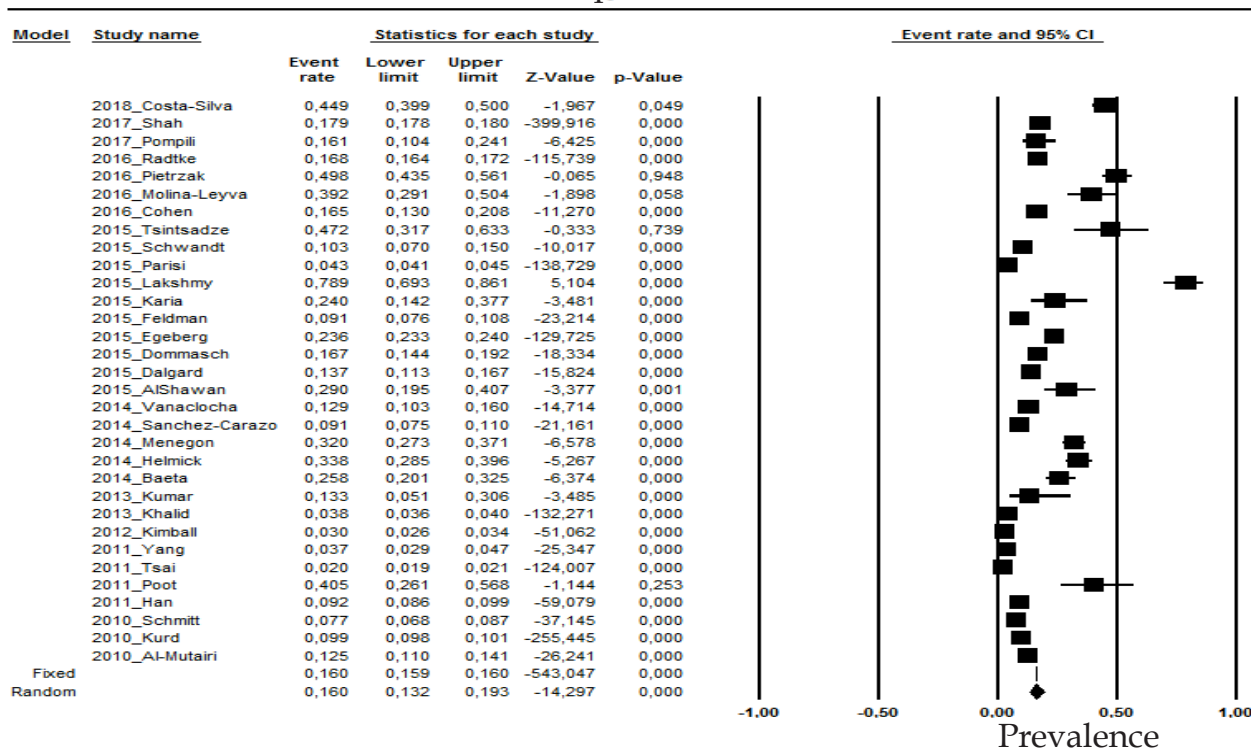 Model Study name Statistics for each study Event rate and 95% CI
Event rate Lower limit Upper limit Z-Value p-Value
2018_Costa-Silva 0,449 0,399 0,500 -1,967 0,049
2017_Shah 0,179 0,178 0,180 -399,916 0,000
2017_Pompili 0,161 0,104 0,241 -6,425 0,000
2016_Radtke 0,168 0,164 0,172 -115,739 0,000
2016_Pietrzak 0,498 0,435 0,561 -0,065 0,948
2016_Molina-Leyva 0,392 0,291 0,504 -1,898 0,058
2016_Cohen 0,165 0,130 0,208 -11,270 0,000
2015_Tsintsadze 0,472 0,317 0,633 -0,333 0,739
2015_Schwandt 0,103 0,070 0,150 -10,017 0,000
2015_Parisi 0,043 0,041 0,045 -138,729 0,000
2015_Lakshmy 0,789 0,693 0,861 5,104 0,000
2015_Karia 0,240 0,142 0,377 -3,481 0,000
2015_Feldman 0,091 0,076 0,108 -23,214 0,000
2015_Egeberg 0,236 0,233 0,240 -129,725 0,000
2015_Dommasch 0,167 0,144 0,192 -18,334 0,000
2015_Dalgard 0,137 0,113 0,167 -15,824 0,000
2015_AlShawan 0,290 0,195 0,407 -3,377 0,001
2014_Vanaclocha 0,129 0,103 0,160 -14,714 0,000
2014_Sanchez-Carazo 0,091 0,075 0,110 -21,161 0,000
2014_Menegon 0,320 0,273 0,371 -6,578 0,000
2014_Helmick 0,338 0,285 0,396 -5,267 0,000
2014_Baeta 0,258 0,201 0,325 -6,374 0,000
2013_Kumar 0,133 0,051 0,306 -3,485 0,000
2013_Khalid 0,038 0,036 0,040 -132,271 0,000
2012_Kimball 0,030 0,026 0,034 -51,062 0,000
2011_Yang 0,037 0,029 0,047 -25,347 0,000
2011_Tsai 0,020 0,019 0,021 -124,007 0,000
2011_Poot 0,405 0,261 0,568 -1,144 0,253
2011_Han 0,092 0,086 0,099 -59,079 0,000
2010_Schmitt 0,077 0,068 0,087 -37,145 0,000
2010_Kurd 0,099 0,098 0,101 -255,445 0,000
2010_Al-Mutairi 0,125 0,110 0,141 -26,241 0,000
Fixed 0,160 0,159 0,160 -543,047 0,000
Random 0,160 0,132 0,193 -14,297 0,000
-1,00 -0,50 0,00 0,50 1,00
Prevalence